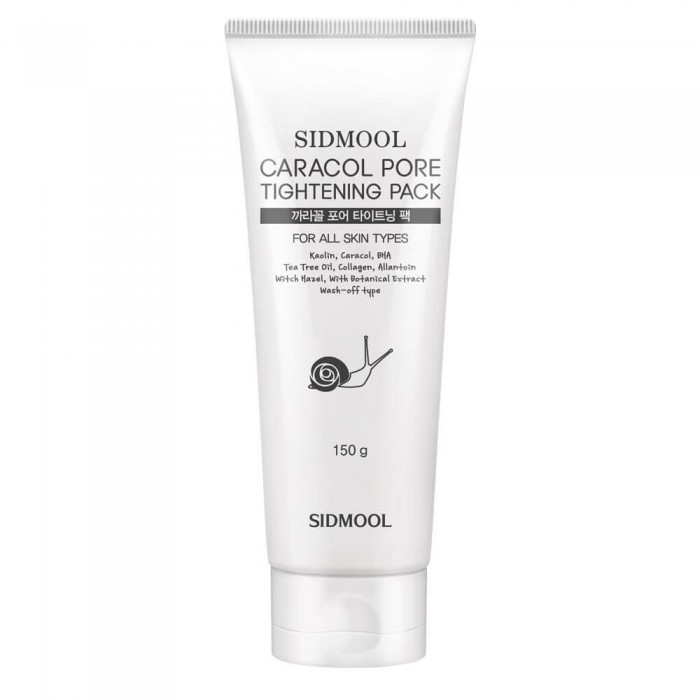 SIDMOOL
CARACOL PORE
TIGHTENING PACK
까라꼴 포어 타이트닝 팩
FOR ALL SKIN TYPES
Kaolin, Caracol, BHA
Tea Tree Oil, Collagen, Allantoin
Witch Hazel, With Botanical Extract
Wash-off type
150 g
SIDMOOL